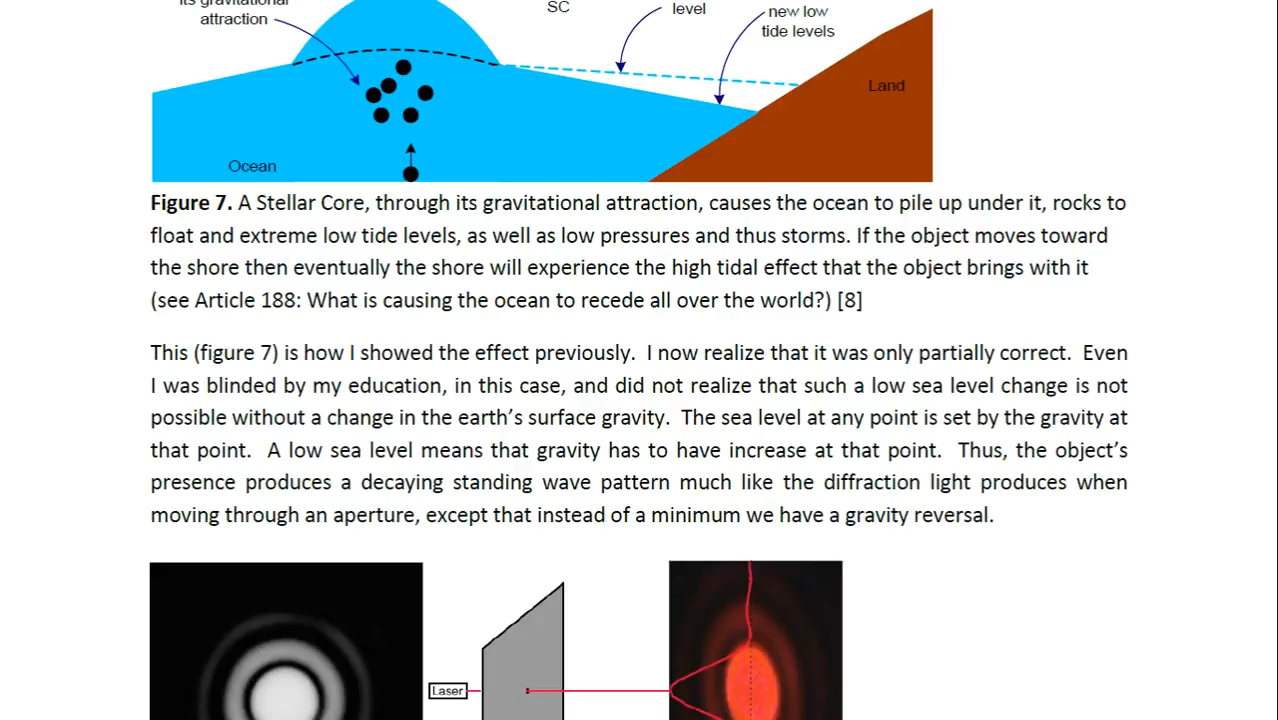 its gravitational
attraction
SC
level
new low
tide levels
Land
Ocean
Figure 7. A Stellar Core, through its gravitational attraction, causes the ocean to pile up under it, rocks to
float and extreme low tide levels, as well as low pressures and thus storms. If the object moves toward
the shore then eventually the shore will experience the high tidal effect that the object brings with it
(see Article 188: What is causing the ocean to recede all over the world?) [8]
This (figure 7) is how I showed the effect previously. I now realize that it was only partially correct. Even
I was blinded by my education, in this case, and did not realize that such a low sea level change is not
possible without a change in the earth's surface gravity. The sea level at any point is set by the gravity at
that point. A low sea level means that gravity has to have increase at that point. Thus, the object's
presence produces a decaying standing wave pattern much like the diffraction light produces when
moving through an aperture, except that instead of a minimum we have a gravity reversal.
Laser